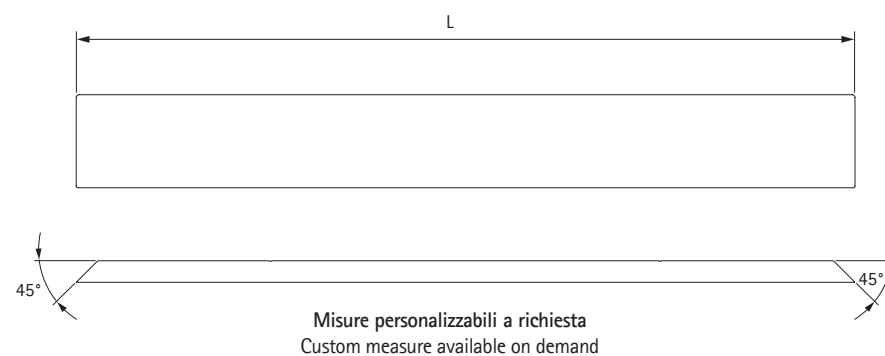 L
45°
45°
Misure personalizzabili a richiesta
Custom measure available on demand